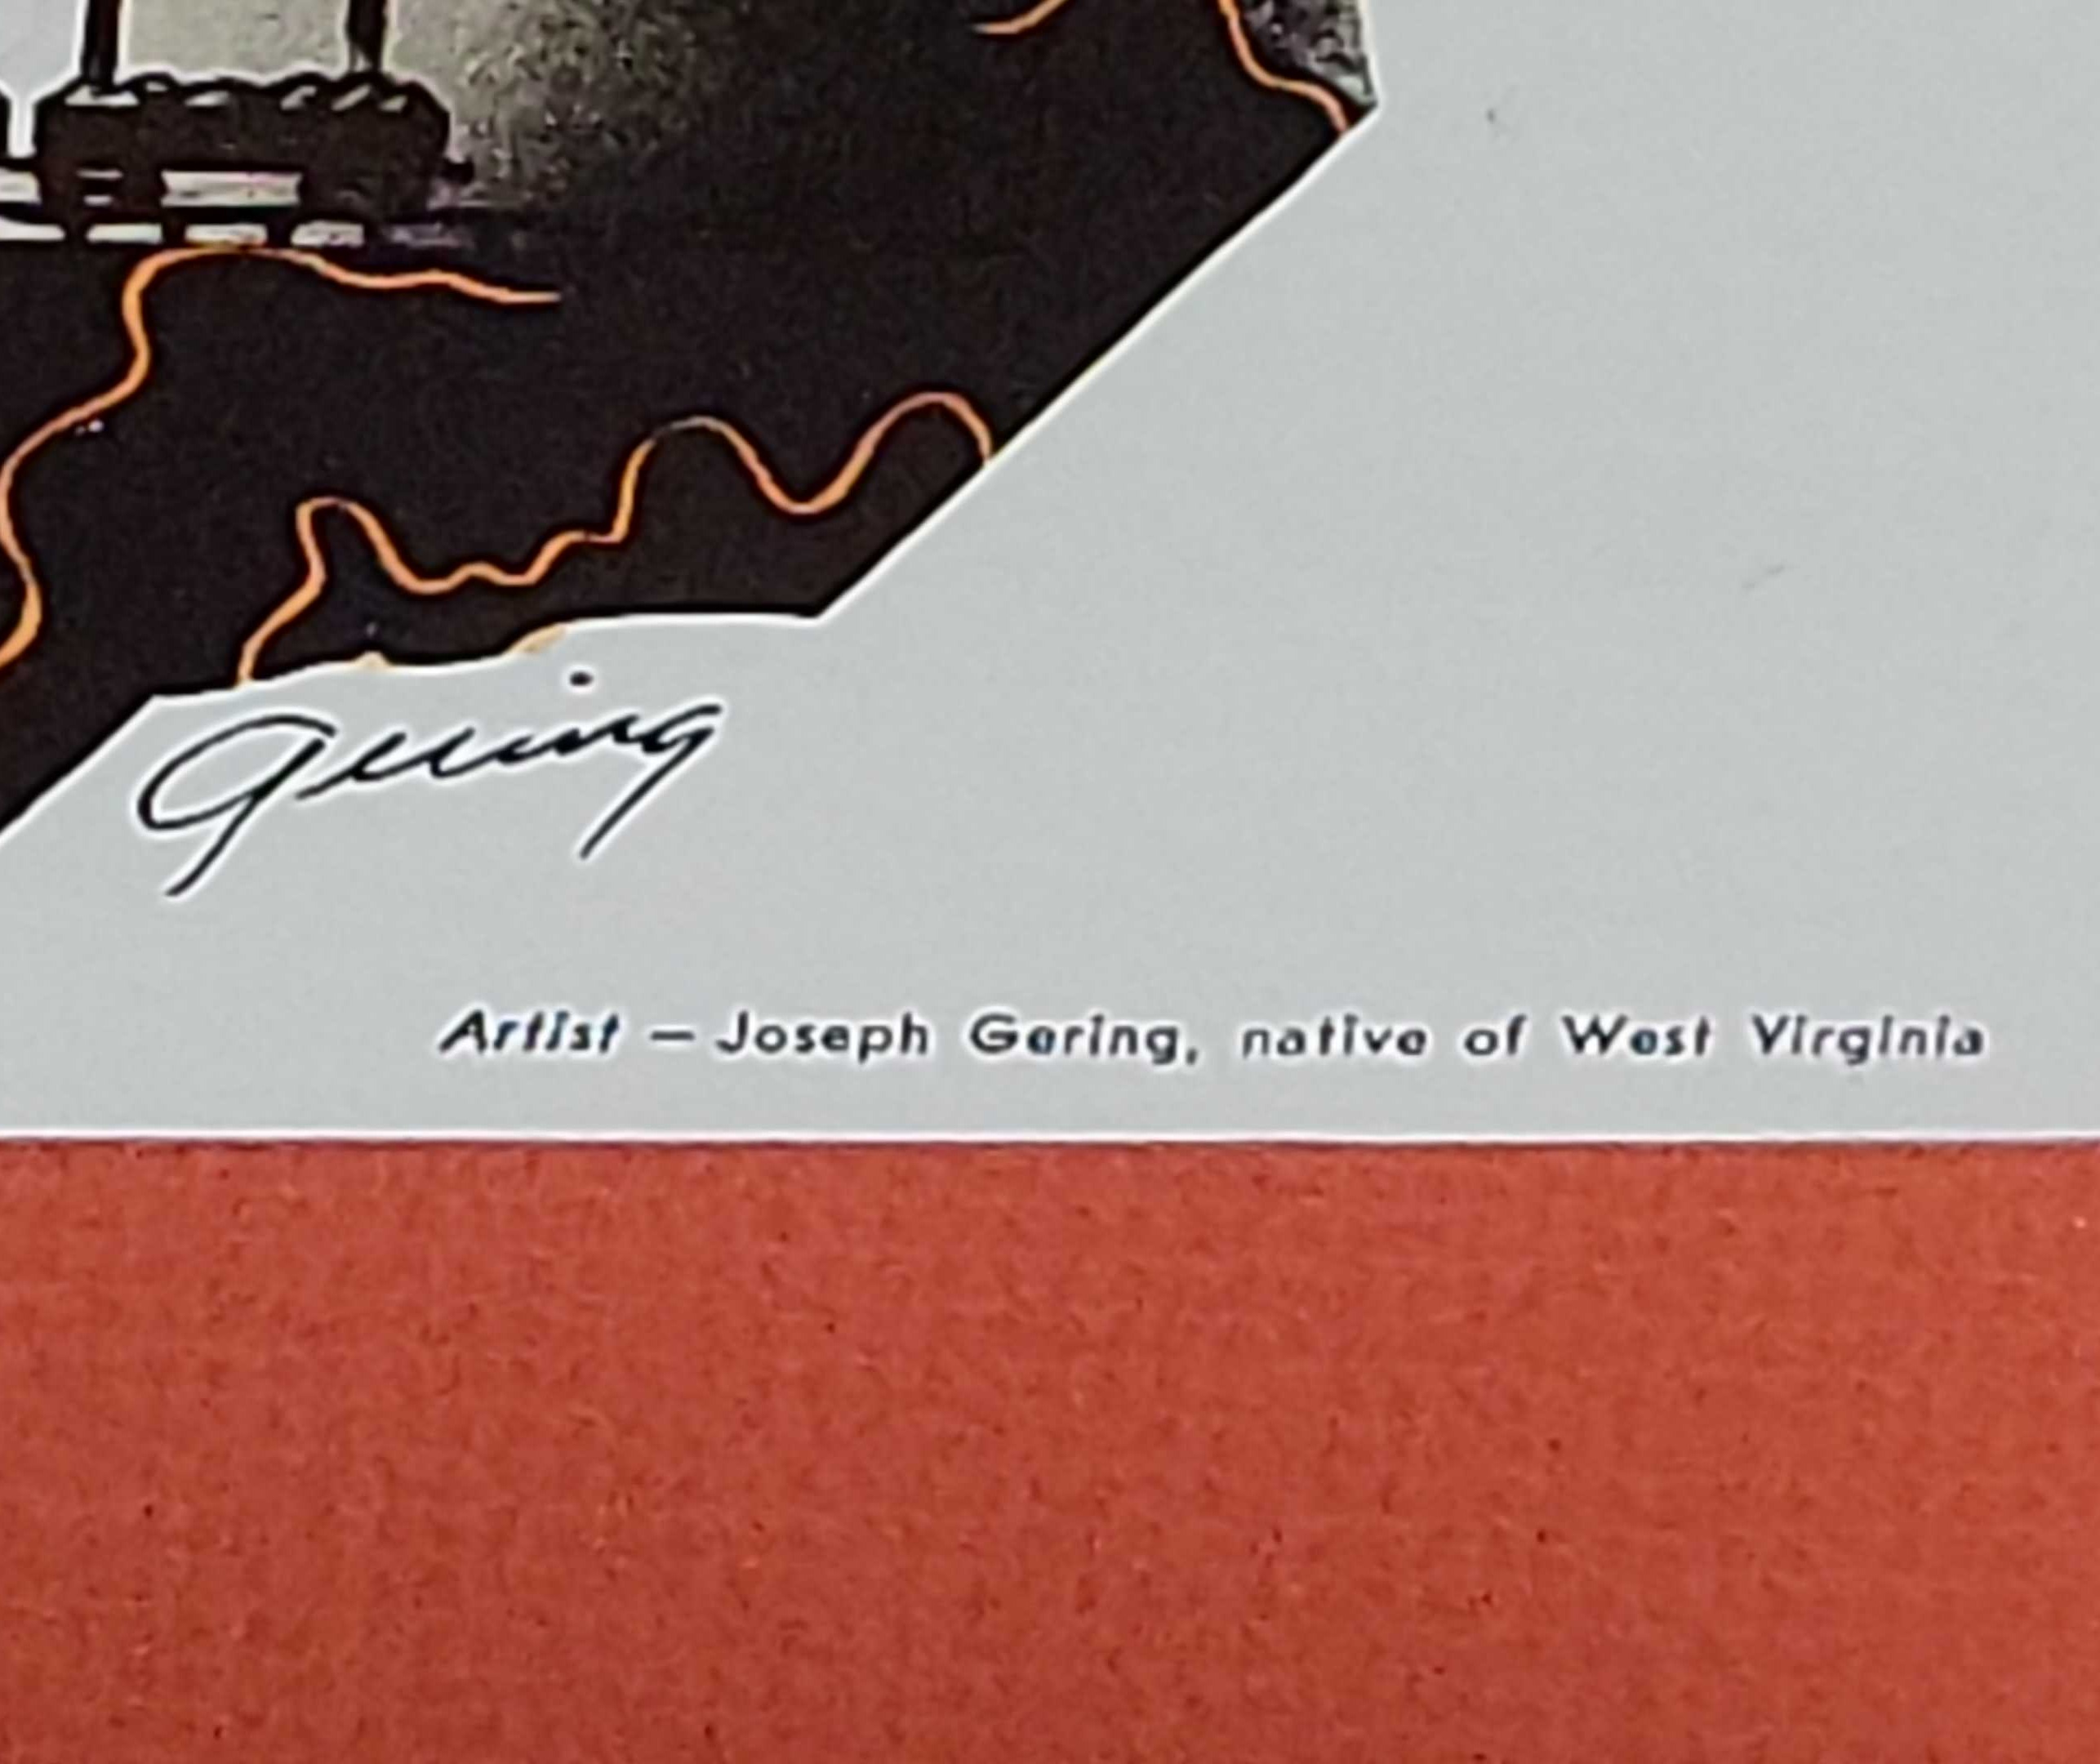 Gering
Artist — Joseph Gering, native of West Virginia